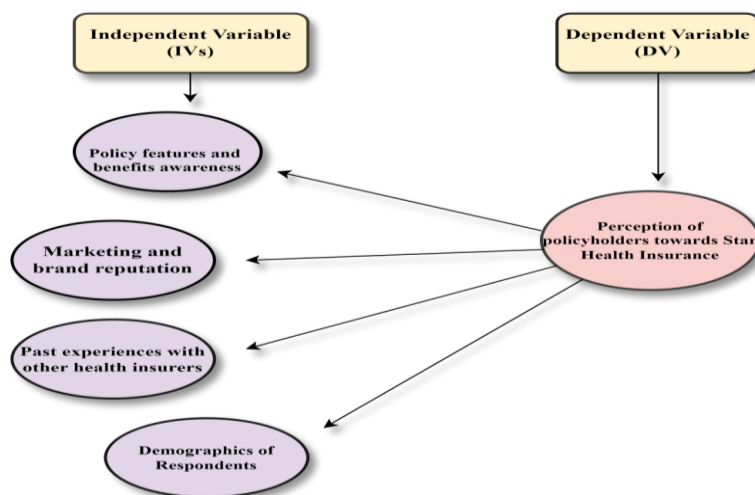 Independent Variable
(IVs)
Dependent Variable
(DV)
Policy features and
benefits awareness
Marketing and
brand reputation
Past experiences with
other health insurers
Demographics of
Respondents
Perception of
policyholders towards Star
Health Insurance